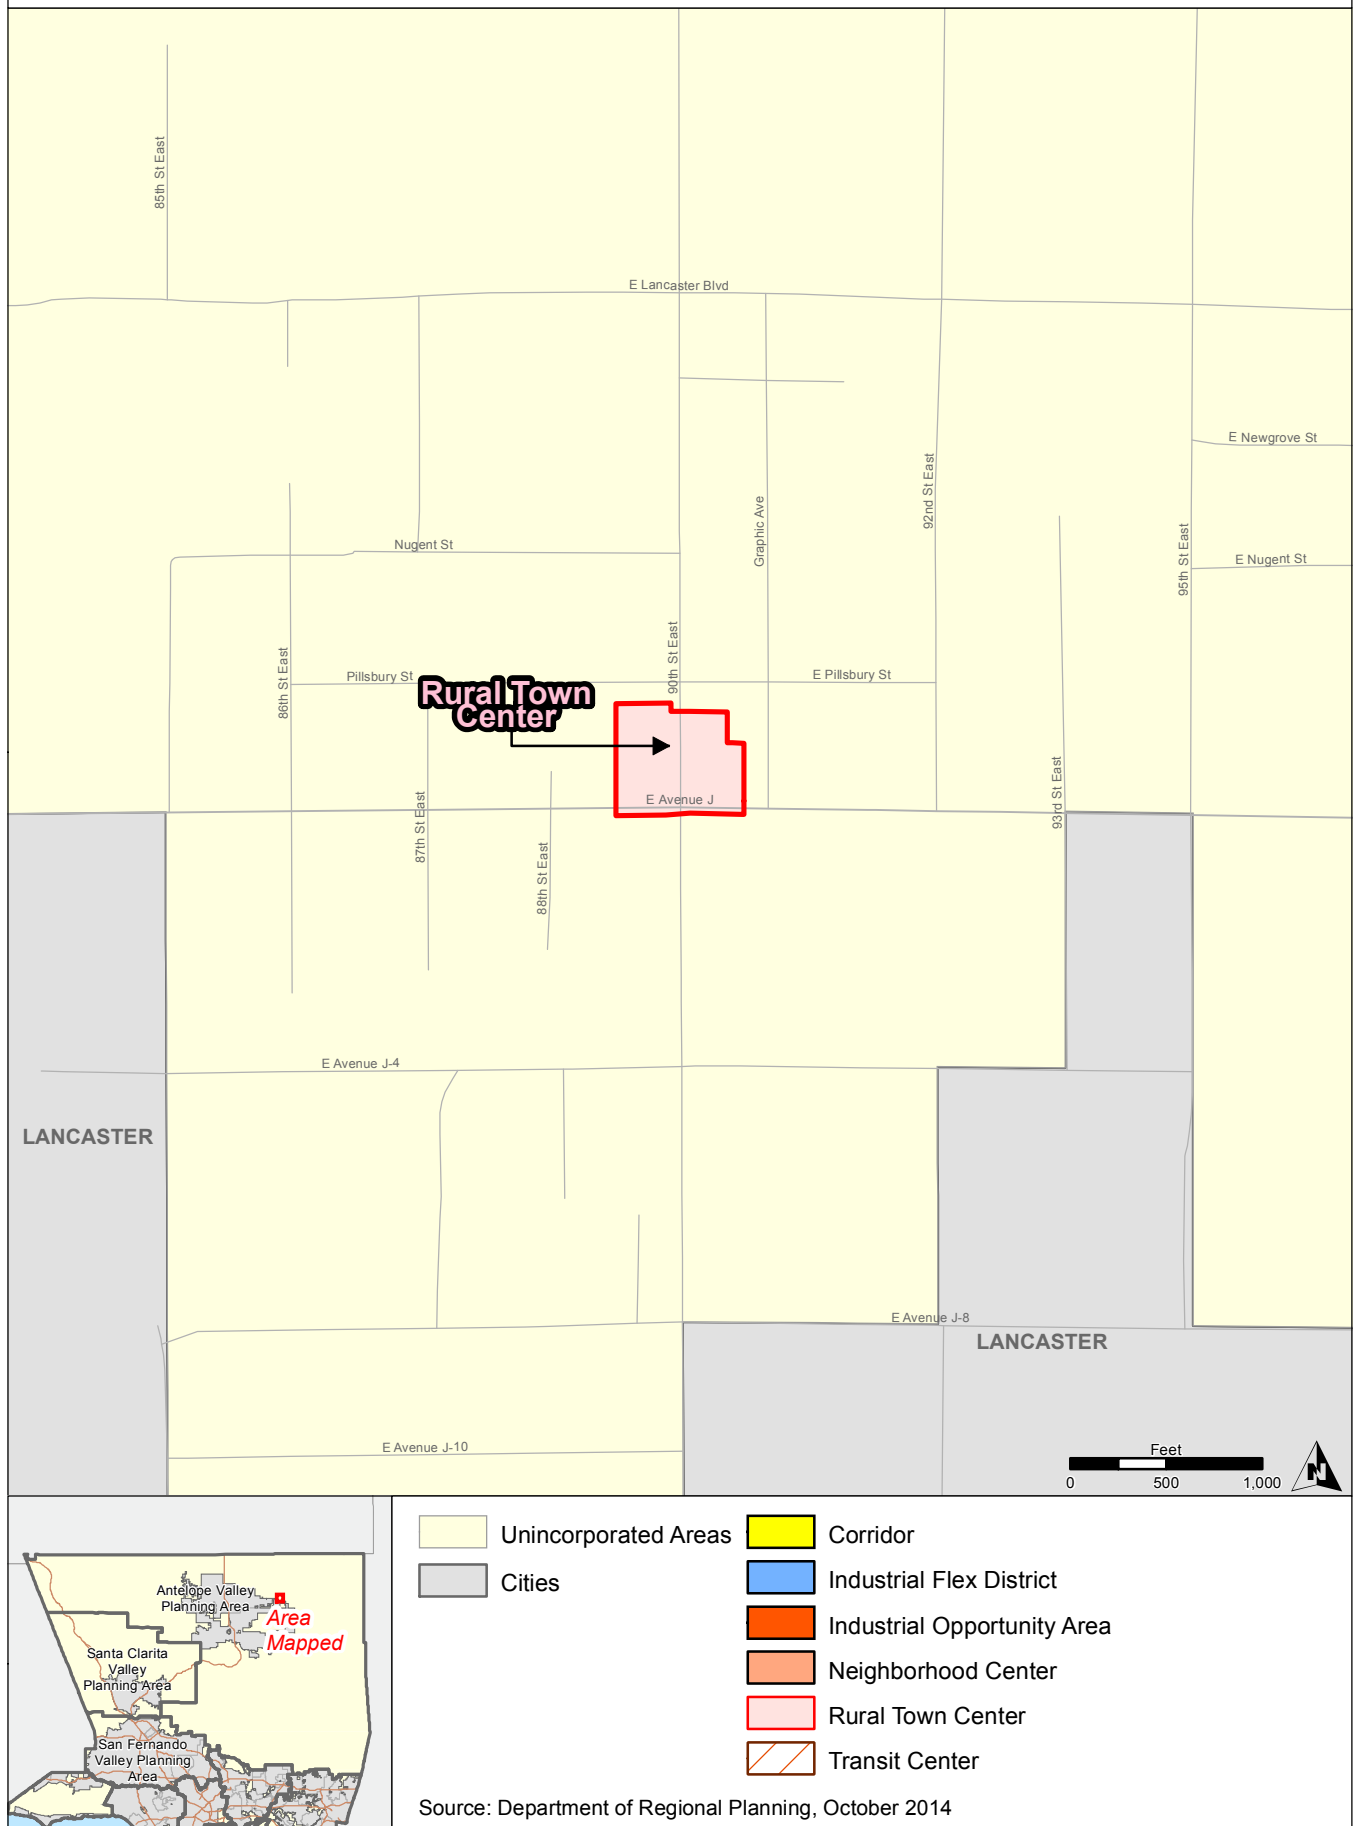 85th St East
E Lancaster Blvd
E Newgrove St
92nd St East
Graphic Ave
95th St East
Nugent St
E Nugent St
90th St East
86th St East
Pillsbury St
E Pillsbury St
Rural Town
Center
E Avenue J
93rd St East
87th St East
88th St East
E Avenue J-4
LANCASTER
E Avenue J-8
LANCASTER
E Avenue J-10
Feet
0 500 1,000
N
Antelope Valley
Planning Area
Area
Mapped
Santa Clarita
Valley
Planning Area
San Fernando
Valley Planning
Area
Unincorporated Areas
Cities
Corridor
Industrial Flex District
Industrial Opportunity Area
Neighborhood Center
Rural Town Center
Transit Center
Source: Department of Regional Planning, October 2014